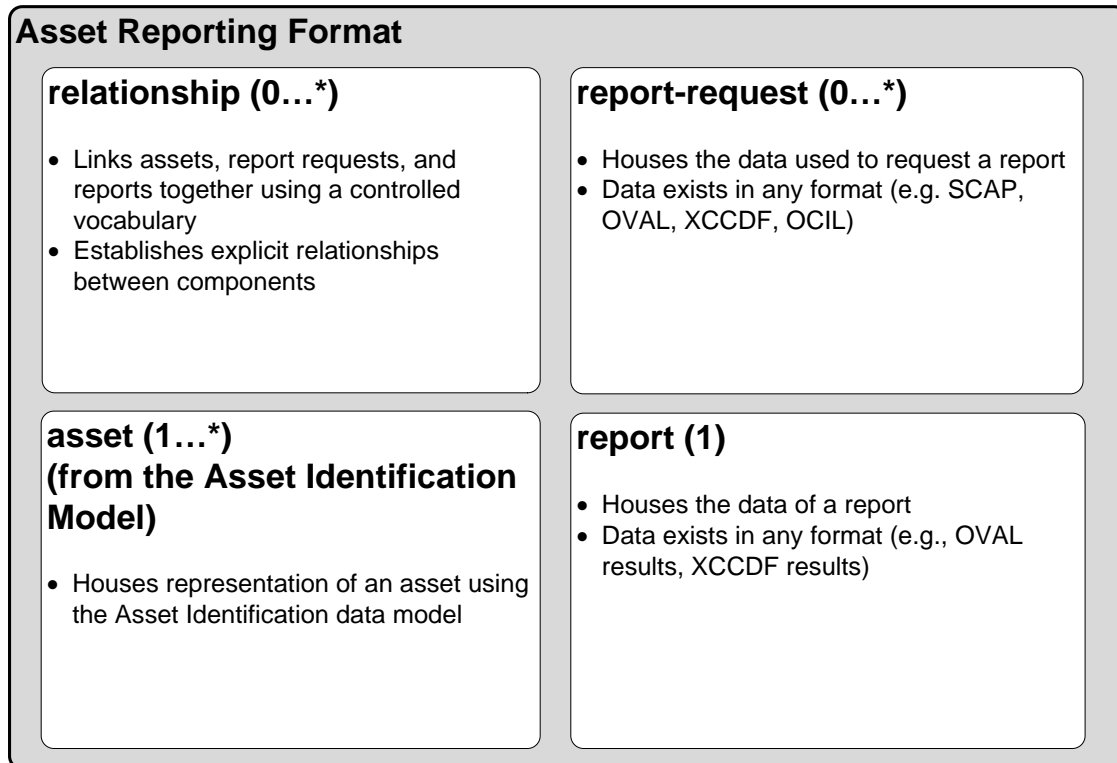 Asset Reporting Format
relationship (0…*)
• Links assets, report requests, and
reports together using a controlled
vocabulary
• Establishes explicit relationships
between components
report-request (0…*)
• Houses the data used to request a report
• Data exists in any format (e.g. SCAP,
OVAL, XCCDF, OCIL)
asset (1…*)
(from the Asset Identification
Model)
• Houses representation of an asset using
the Asset Identification data model
report (1)
• Houses the data of a report
• Data exists in any format (e.g., OVAL
results, XCCDF results)